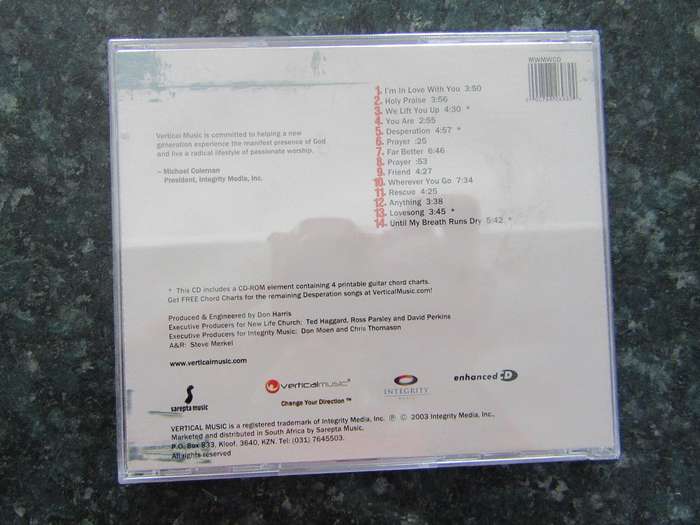 MWMWCD
1. I'm In Love With You 3:50
2. Holy Praise 3:56
3. We Lift You Up 4:30 *
4. You Are 2:55
5. Desperation 4:57 *
6. Prayer :25
7. Far Better 6:46
8. Prayer :53
9. Friend 4:27
10. Wherever You Go 7:34
11. Rescue 4:25
12. Anything 3:38
13. Lovesong 3:45 *
14. Until My Breath Runs Dry 5:42 *
Vertical Music is committed to helping a new
generation experience the manifest presence of God
and live a radical lifestyle of passionate worship.
– Michael Coleman
President, Integrity Media, Inc.
* This CD includes a CD-ROM element containing 4 printable guitar chord charts.
Get FREE Chord Charts for the remaining Desperation songs at VerticalMusic.com!
Produced & Engineered by Don Harris
Executive Producers for New Life Church: Ted Haggard, Ross Parsley and David Perkins
Executive Producers for Integrity Music: Don Moen and Chris Thomason
A&R: Steve Merkel
www.verticalmusic.com
sarepta music
verticalmusic
Change Your Direction ™
INTEGRITY
enhanced CD
VERTICAL MUSIC is a registered trademark of Integrity Media, Inc. ℗ © 2003 Integrity Media, Inc.,
Marketed and distributed in South Africa by Sarepta Music,
P.O. Box 833, Kloof, 3640, KZN. Tel: (031) 7645503.
All rights reserved